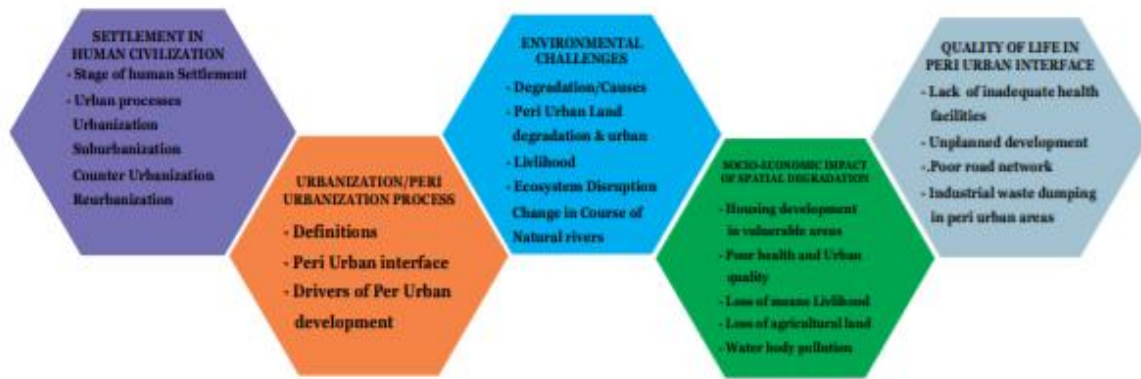 SETTLEMENT IN
HUMAN CIVILIZATION
- Stage of human Settlement
- Urban processes
Urbanization
Suburbanization
Counter Urbanization
Reurbanization
URBANIZATION/PERI
URBANIZATION PROCESS
- Definitions
- Peri Urban interface
- Drivers of Per Urban
development
ENVIRONMENTAL
CHALLENGES
- Degradation/Causes
- Peri Urban Land
degradation & urban
- Livlihood
- Ecosystem Disruption
Change in Course of
Natural rivers
SOCIO-ECONOMIC IMPACT
OF SPATIAL DEGRADATION
- Housing development
in vulnerable areas
- Poor health and Urban
quality
- Loss of means Livlihood
- Loss of agricultural land
- Water body pollution
QUALITY OF LIFE IN
PERI URBAN INTERFACE
- Lack of inadequate health
facilities
- Unplanned development
-.Poor road network
- Industrial waste dumping
in peri urban areas